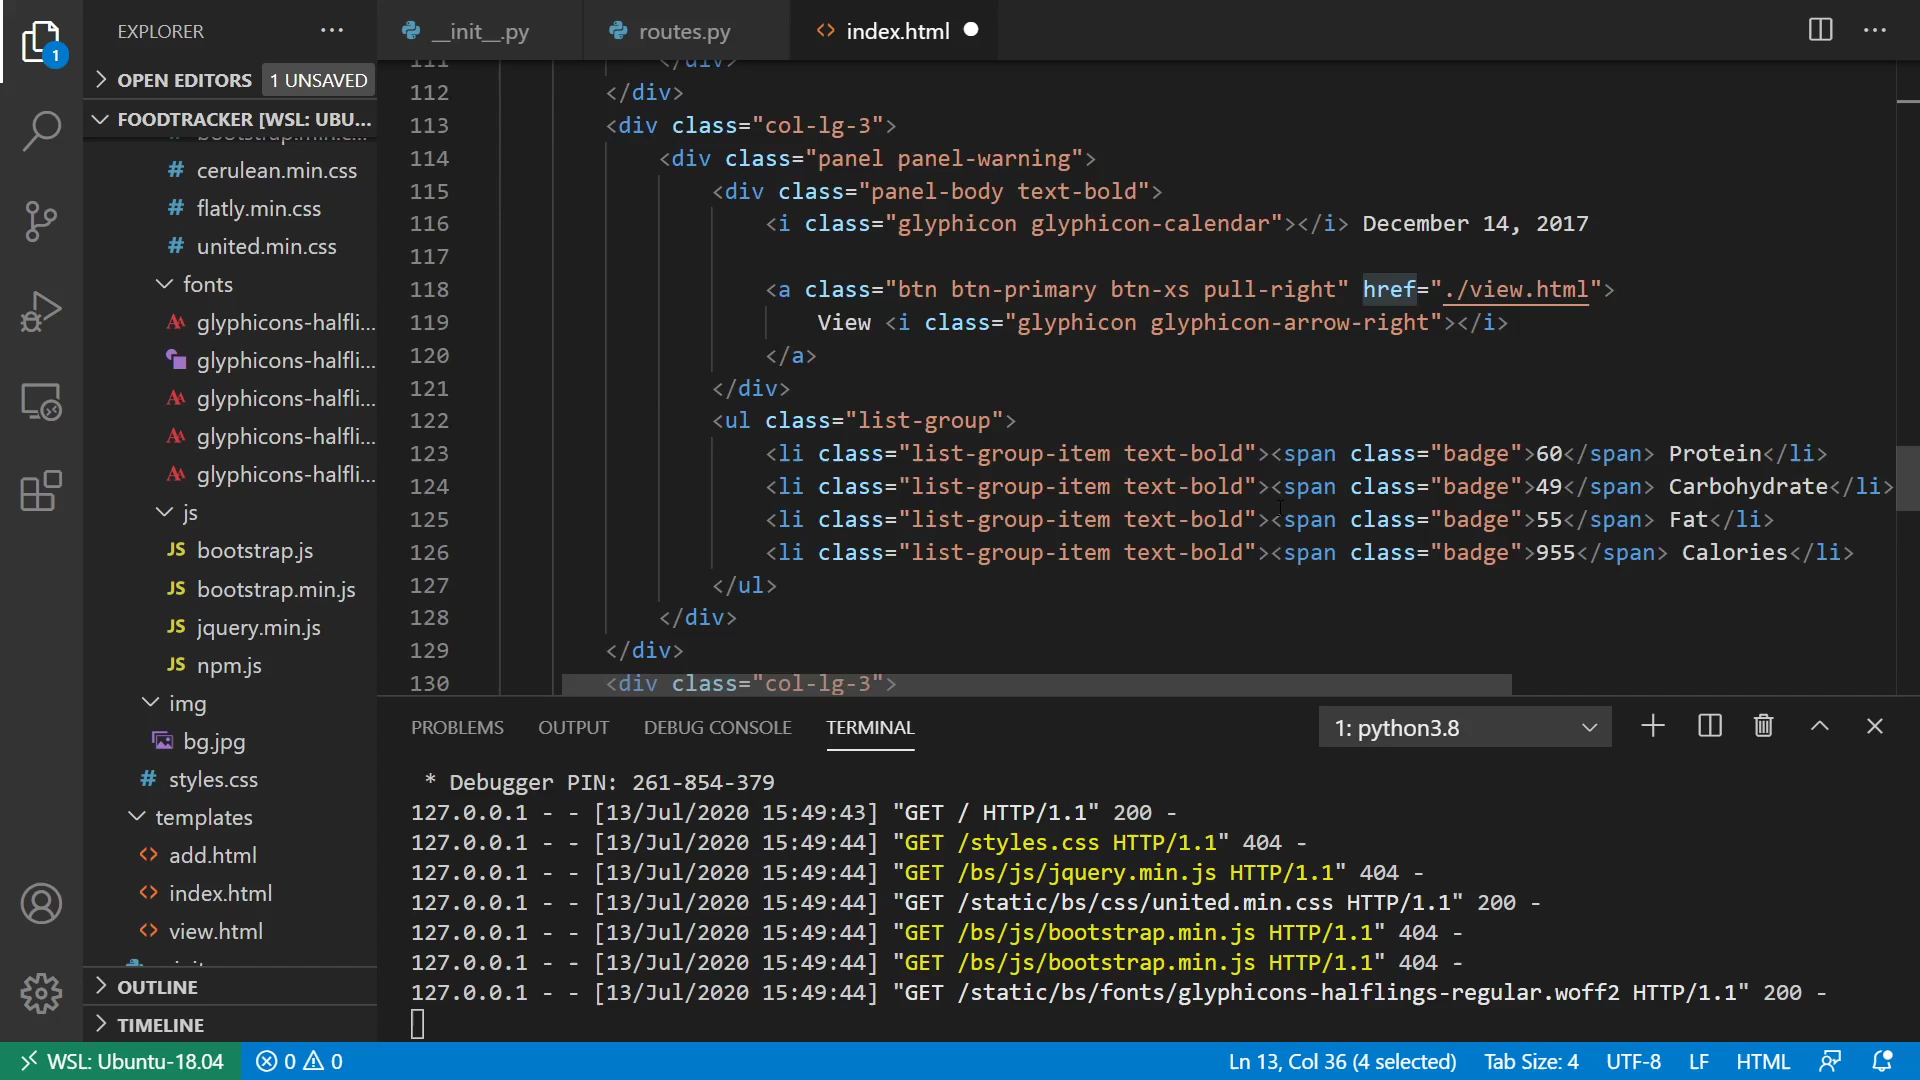 EXPLORER
1
OPEN EDITORS 1 UNSAVED
FOODTRACKER [WSL: UBU...
cerulean.min.css
flatly.min.css
united.min.css
fonts
glyphicons-halfli...
glyphicons-halfli...
glyphicons-halfli...
glyphicons-halfli...
glyphicons-halfli...
js
JS bootstrap.js
JS bootstrap.min.js
JS jquery.min.js
JS npm.js
img
bg.jpg
# styles.css
templates
<> add.html
<> index.html
<> view.html
OUTLINE
TIMELINE
__init__.py
routes.py
<> index.html
111 </div>
112 </div>
113 <div class="col-lg-3">
114 <div class="panel panel-warning">
115 <div class="panel-body text-bold">
116 <i class="glyphicon glyphicon-calendar"></i> December 14, 2017
117
118 <a class="btn btn-primary btn-xs pull-right" href="./view.html">
119 View <i class="glyphicon glyphicon-arrow-right"></i>
120 </a>
121 </div>
122 <ul class="list-group">
123 <li class="list-group-item text-bold"><span class="badge">60</span> Protein</li>
124 <li class="list-group-item text-bold"><span class="badge">49</span> Carbohydrate</li>
125 <li class="list-group-item text-bold"><span class="badge">55</span> Fat</li>
126 <li class="list-group-item text-bold"><span class="badge">955</span> Calories</li>
127 </ul>
128 </div>
129 </div>
130 <div class="col-lg-3">
PROBLEMS OUTPUT DEBUG CONSOLE TERMINAL 1: python3.8
* Debugger PIN: 261-854-379
127.0.0.1 - - [13/Jul/2020 15:49:43] "GET / HTTP/1.1" 200 -
127.0.0.1 - - [13/Jul/2020 15:49:44] "GET /styles.css HTTP/1.1" 404 -
127.0.0.1 - - [13/Jul/2020 15:49:44] "GET /bs/js/jquery.min.js HTTP/1.1" 404 -
127.0.0.1 - - [13/Jul/2020 15:49:44] "GET /static/bs/css/united.min.css HTTP/1.1" 200 -
127.0.0.1 - - [13/Jul/2020 15:49:44] "GET /bs/js/bootstrap.min.js HTTP/1.1" 404 -
127.0.0.1 - - [13/Jul/2020 15:49:44] "GET /bs/js/bootstrap.min.js HTTP/1.1" 404 -
127.0.0.1 - - [13/Jul/2020 15:49:44] "GET /static/bs/fonts/glyphicons-halflings-regular.woff2 HTTP/1.1" 200 -
WSL: Ubuntu-18.04 0 0 Ln 13, Col 36 (4 selected) Tab Size: 4 UTF-8 LF HTML